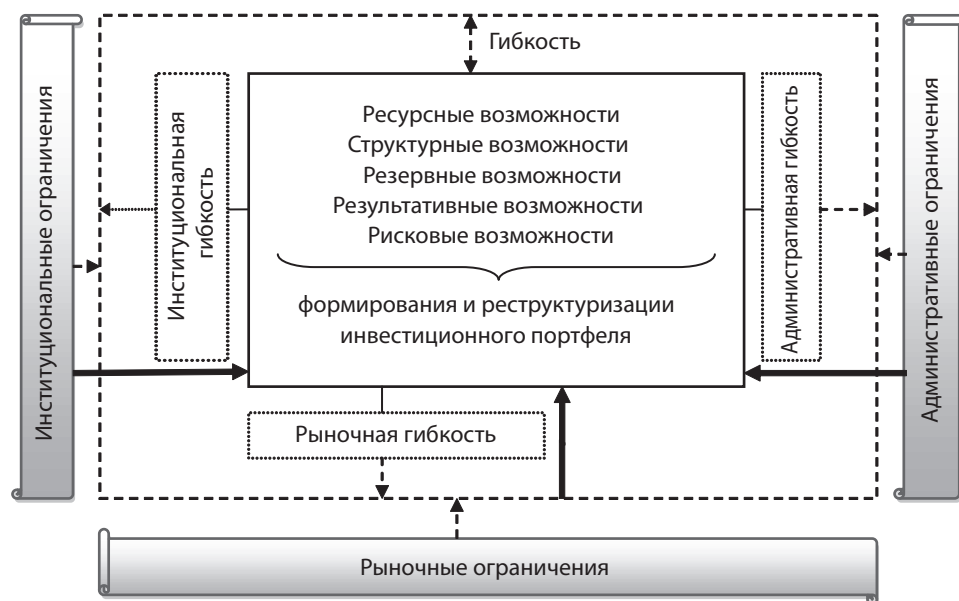 Гибкость
Институциональные ограничения
Институциональная
гибкость
Ресурсные возможности
Структурные возможности
Резервные возможности
Результативные возможности
Рисковые возможности
формирования и реструктуризации
инвестиционного портфеля
Административная гибкость
Административные ограничения
Рыночная гибкость
Рыночные ограничения